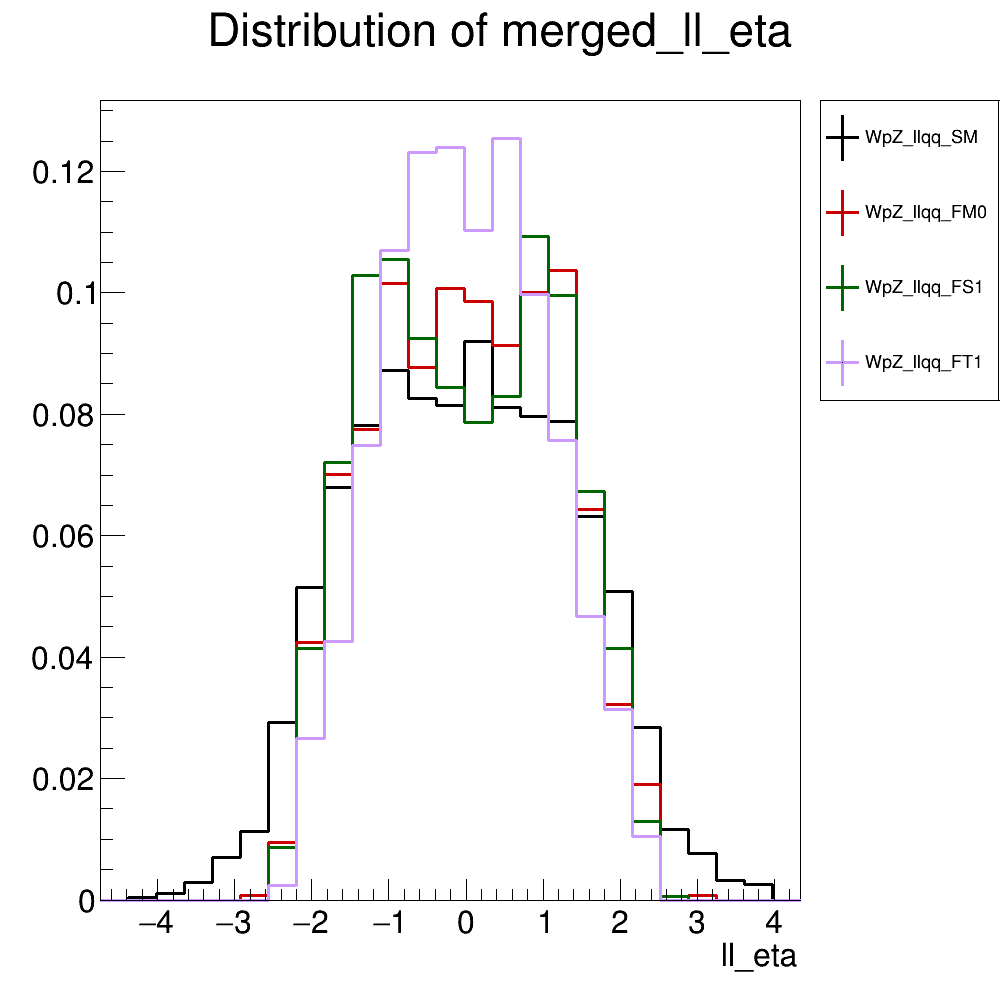 Distribution of merged_ll_eta
0.12
0.1
0.08
0.06
0.04
0.02
0
−4 −3 −2 −1 0 1 2 3 4
ll_eta
WpZ_llqq_SM
WpZ_llqq_FM0
WpZ_llqq_FS1
WpZ_llqq_FT1